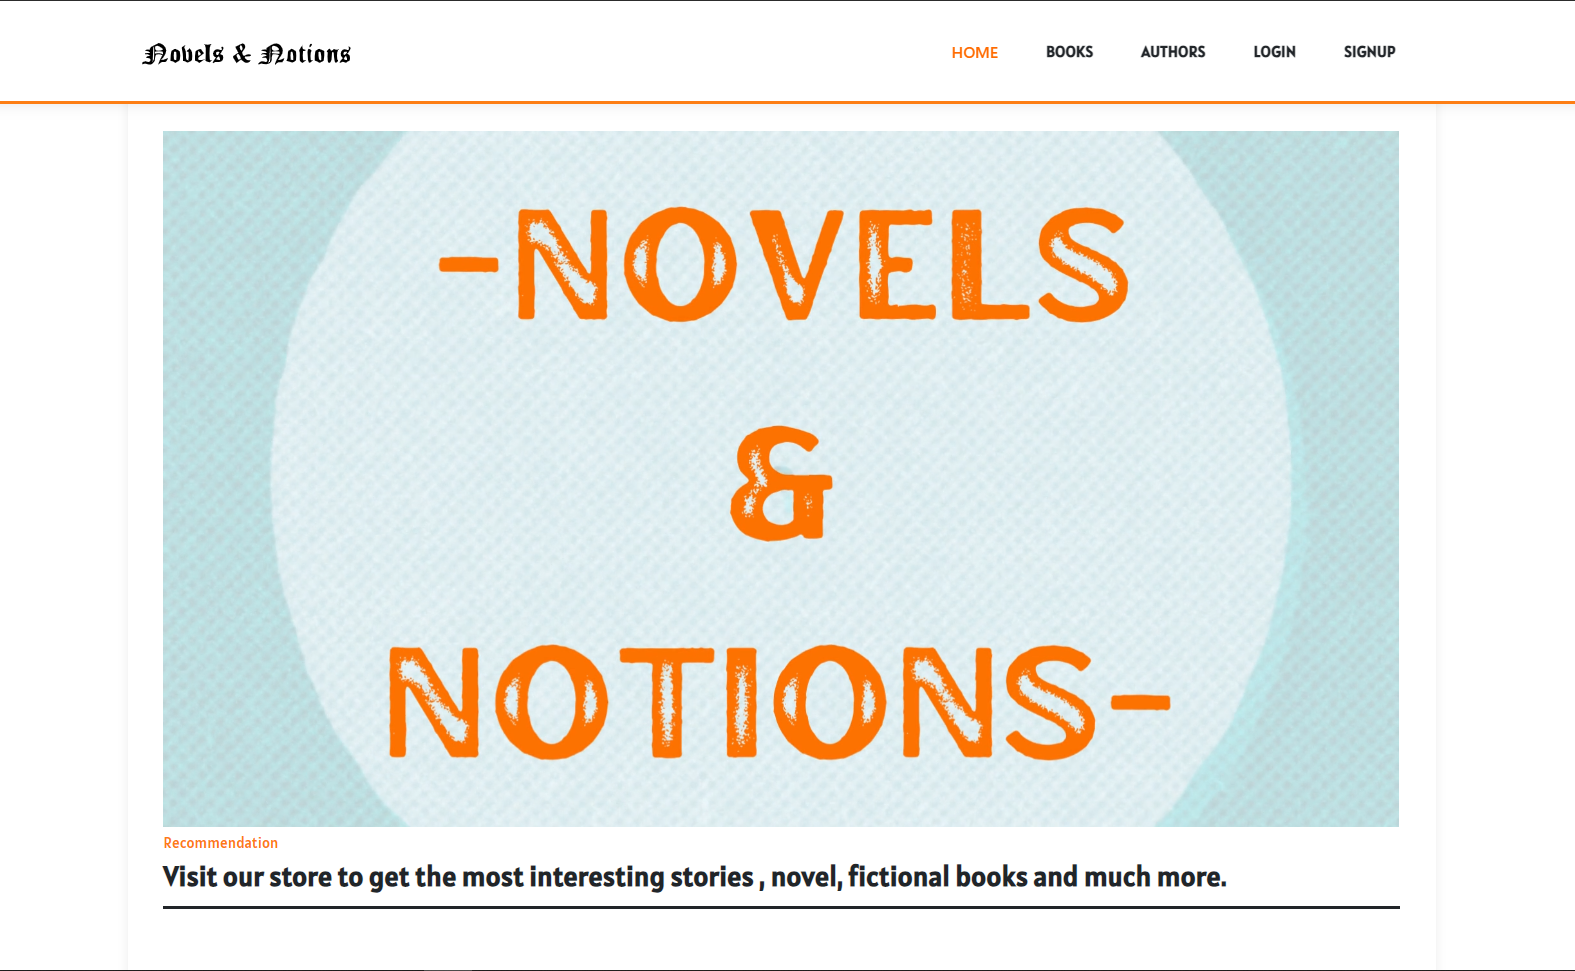 Novels & Notions
HOME BOOKS AUTHORS LOGIN SIGNUP
-NOVELS
&
NOTIONS-
Recommendation
Visit our store to get the most interesting stories , novel, fictional books and much more.